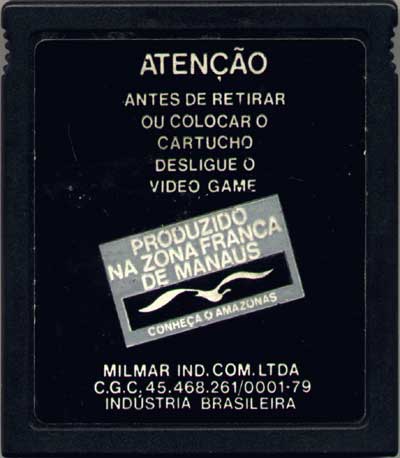 ATENÇÃO
ANTES DE RETIRAR
OU COLOCAR O
CARTUCHO
DESLIGUE O
VIDEO GAME
PRODUZIDO
NA ZONA FRANCA
DE MANAUS
CONHEÇA O AMAZONAS
MILMAR IND.COM.LTDA
C.G.C. 45.468.261/0001-79
INDÚSTRIA BRASILEIRA